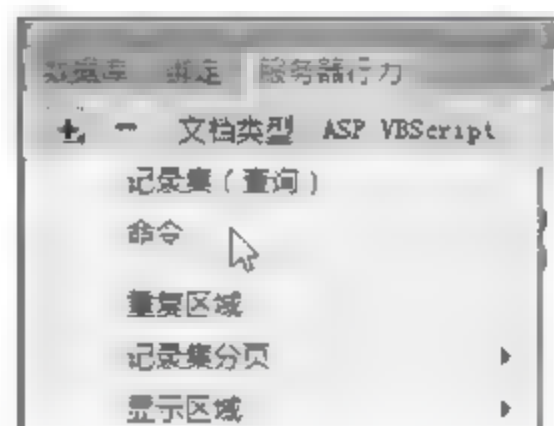 数据库 绑定 服务器行为
+ - 文档类型 ASP VBScript
记录集(查询)
命令
重复区域
记录集分页
显示区域